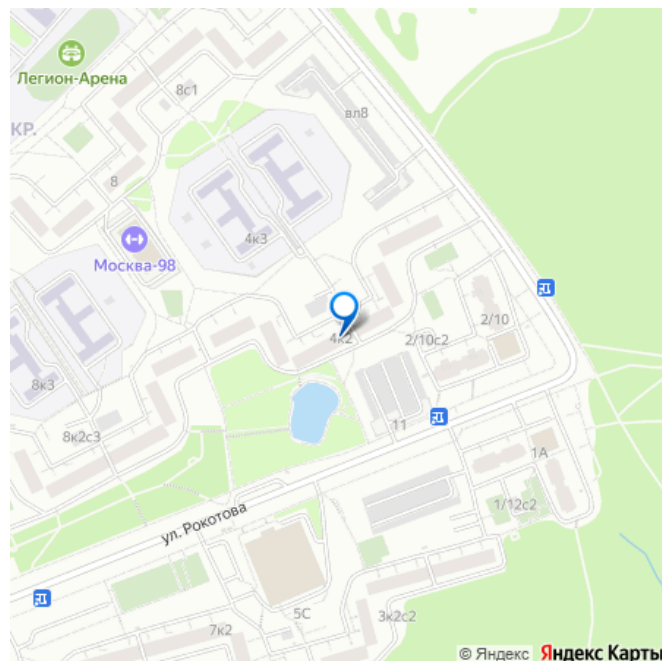 Легион-Арена
8с1
вл8
КР.
8
4к3
Москва-98
4к2
2/10
2/10с2
8к3
11
8к2с3
1А
1/12с2
ул. Рокотова
5С
3к2с2
7к2
© Яндекс Яндекс Карты